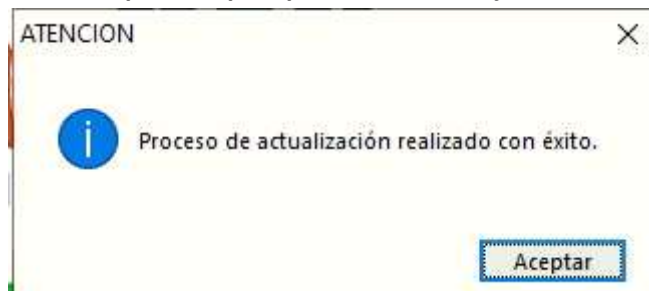 ATENCION
Proceso de actualización realizado con éxito.
Aceptar